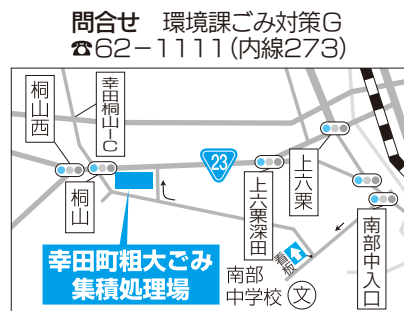 問合せ　環境課ごみ対策G
☎62−1111(内線273)
桐山西
幸田桐山IC
桐山
23
上六栗深田
上六栗
南部中入口
看板
幸田町粗大ごみ
集積処理場
南部
中学校
文